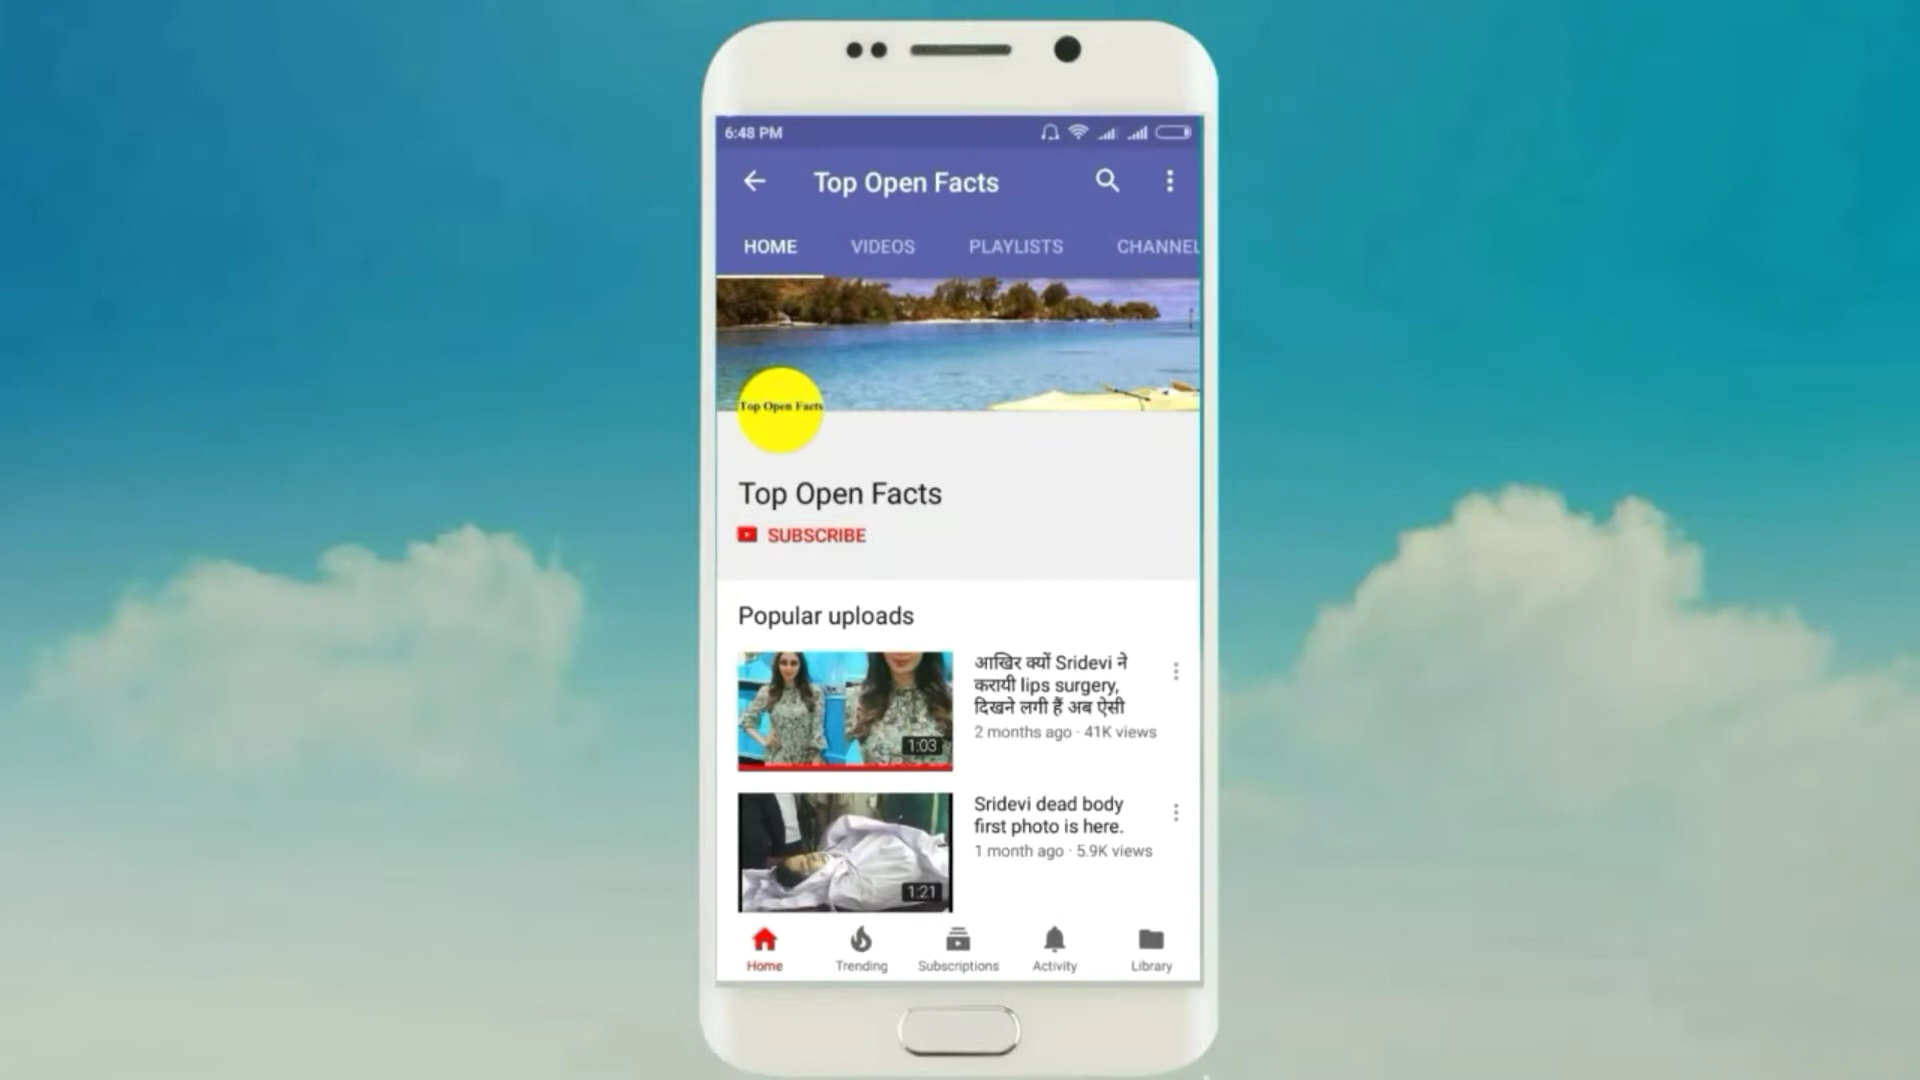 6:48 PM
Top Open Facts
HOME VIDEOS PLAYLISTS CHANNEL
Top Open Facts
Top Open Facts
SUBSCRIBE
Popular uploads
आखिर क्यों Sridevi ने
करायी lips surgery,
दिखने लगी हैं अब ऐसी
2 months ago · 41K views
1:03
Sridevi dead body
first photo is here.
1 month ago · 5.9K views
1:21
Home Trending Subscriptions Activity Library